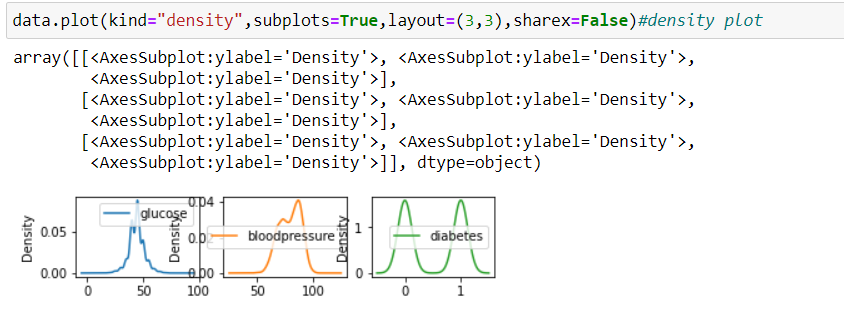 data.plot(kind="density",subplots=True,layout=(3,3),sharex=False)#density plot
array([[<AxesSubplot:ylabel='Density'>, <AxesSubplot:ylabel='Density'>,
<AxesSubplot:ylabel='Density'>],
[<AxesSubplot:ylabel='Density'>, <AxesSubplot:ylabel='Density'>,
<AxesSubplot:ylabel='Density'>],
[<AxesSubplot:ylabel='Density'>, <AxesSubplot:ylabel='Density'>,
<AxesSubplot:ylabel='Density'>]], dtype=object)
Density
0.05
0.00
0
50
100
glucose
Density
0.04
0.02
0.00
50
100
bloodpressure
Density
1
0
0
1
diabetes